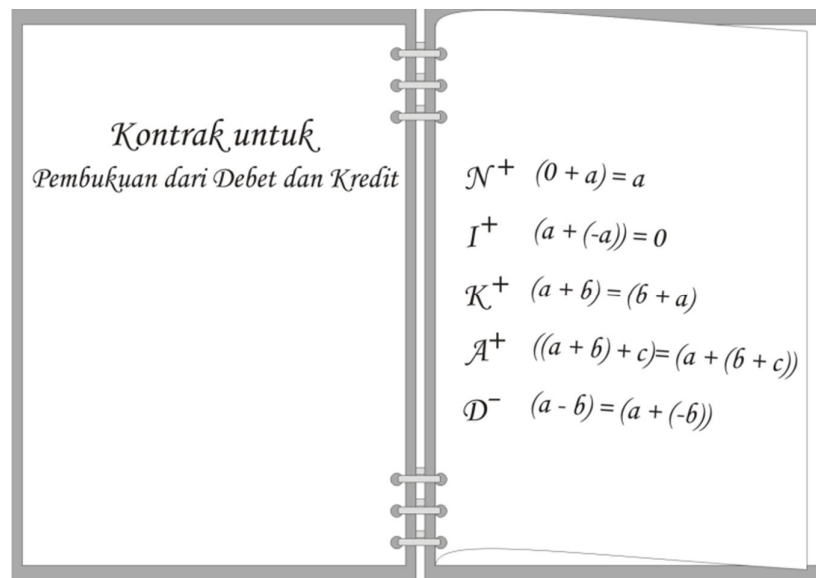 Kontrak untuk
Pembukuan dari Debet dan Kredit
N⁺ (0 + a) = a
I⁺ (a + (-a)) = 0
K⁺ (a + b) = (b + a)
A⁺ ((a + b) + c)= (a + (b + c))
D⁻ (a - b) = (a + (-b))